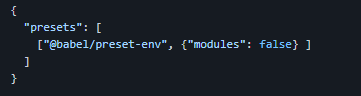 {
  "presets": [
    ["@babel/preset-env", {"modules": false} ]
  ]
}